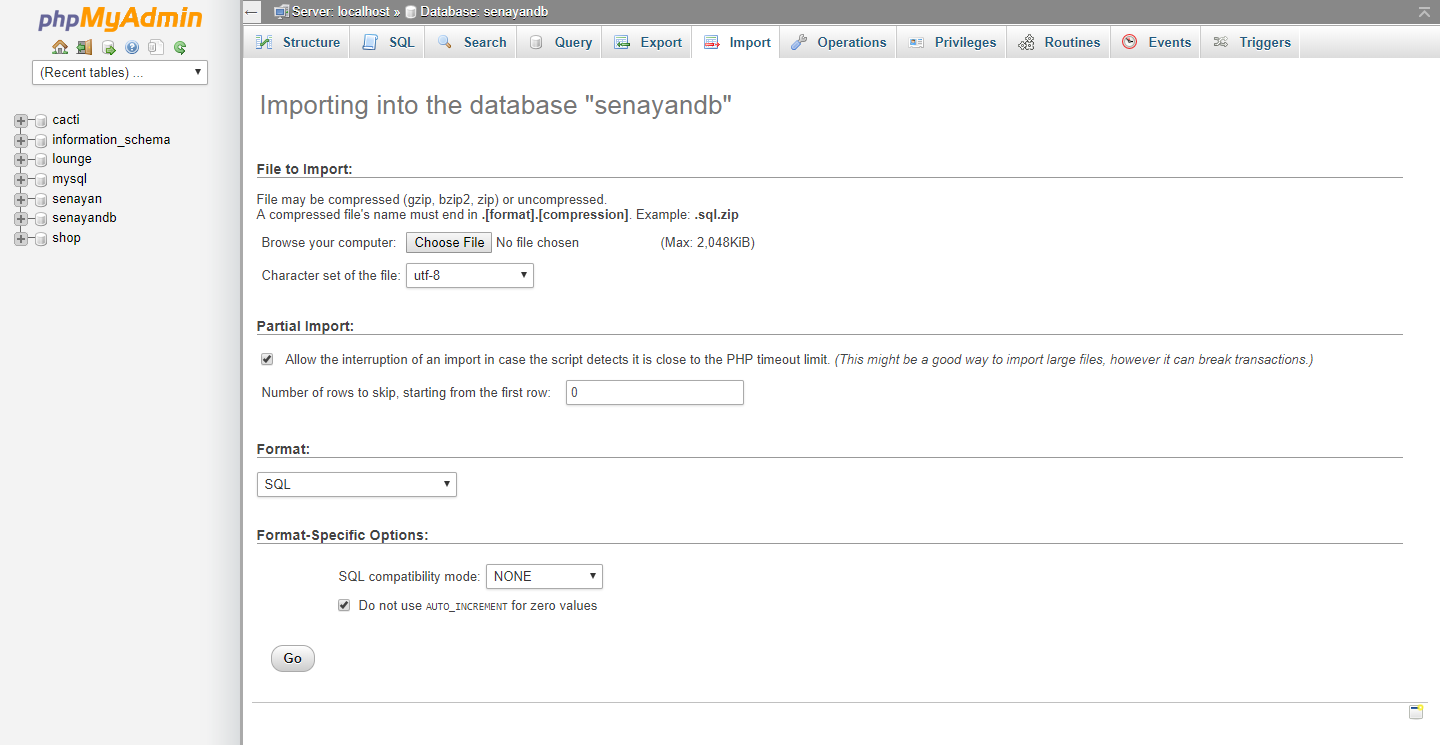 phpMyAdmin
(Recent tables) ...
cacti
information_schema
lounge
mysql
senayan
senayandb
shop
Server: localhost » Database: senayandb
Structure SQL Search Query Export Import Operations Privileges Routines Events Triggers
Importing into the database "senayandb"
File to Import:
File may be compressed (gzip, bzip2, zip) or uncompressed.
A compressed file's name must end in .[format].[compression]. Example: .sql.zip
Browse your computer: Choose File No file chosen (Max: 2,048KiB)
Character set of the file: utf-8
Partial Import:
Allow the interruption of an import in case the script detects it is close to the PHP timeout limit. (This might be a good way to import large files, however it can break transactions.)
Number of rows to skip, starting from the first row: 0
Format:
SQL
Format-Specific Options:
SQL compatibility mode: NONE
Do not use AUTO_INCREMENT for zero values
Go